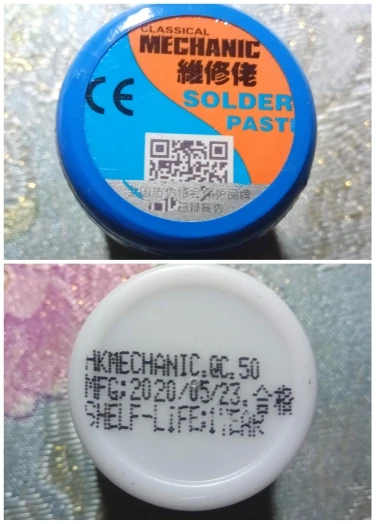 CLASSICAL
MECHANIC
維修佬
CE
SOLDER
PAST
HKMECHANIC.QC.50
MFG:2020/05/23.合格
SHELF-LiFE:1YEAR